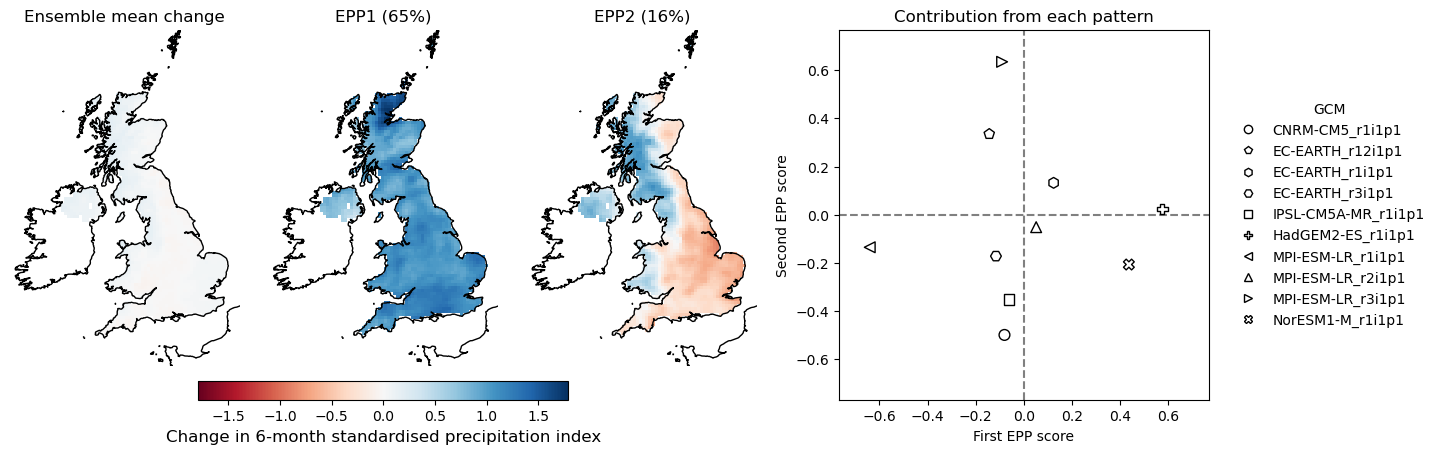 Ensemble mean change
EPP1 (65%)
EPP2 (16%)
−1.5 −1.0 −0.5 0.0 0.5 1.0 1.5
Change in 6-month standardised precipitation index
Contribution from each pattern
Second EPP score
0.6
0.4
0.2
0.0
−0.2
−0.4
−0.6
−0.6 −0.4 −0.2 0.0 0.2 0.4 0.6
First EPP score
GCM
CNRM-CM5_r1i1p1
EC-EARTH_r12i1p1
EC-EARTH_r1i1p1
EC-EARTH_r3i1p1
IPSL-CM5A-MR_r1i1p1
HadGEM2-ES_r1i1p1
MPI-ESM-LR_r1i1p1
MPI-ESM-LR_r2i1p1
MPI-ESM-LR_r3i1p1
NorESM1-M_r1i1p1